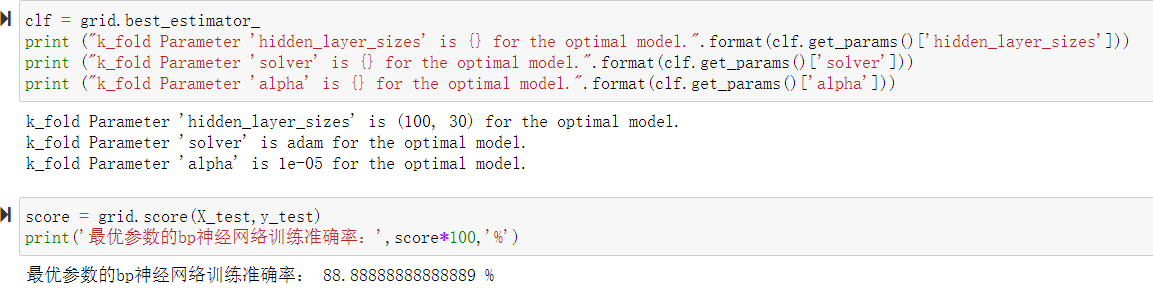 clf = grid.best_estimator_
print ("k_fold Parameter 'hidden_layer_sizes' is {} for the optimal model.".format(clf.get_params()['hidden_layer_sizes']))
print ("k_fold Parameter 'solver' is {} for the optimal model.".format(clf.get_params()['solver']))
print ("k_fold Parameter 'alpha' is {} for the optimal model.".format(clf.get_params()['alpha']))
k_fold Parameter 'hidden_layer_sizes' is (100, 30) for the optimal model.
k_fold Parameter 'solver' is adam for the optimal model.
k_fold Parameter 'alpha' is 1e-05 for the optimal model.
score = grid.score(X_test,y_test)
print('最优参数的bp神经网络训练准确率：',score*100,'%')
最优参数的bp神经网络训练准确率： 88.88888888888889 %